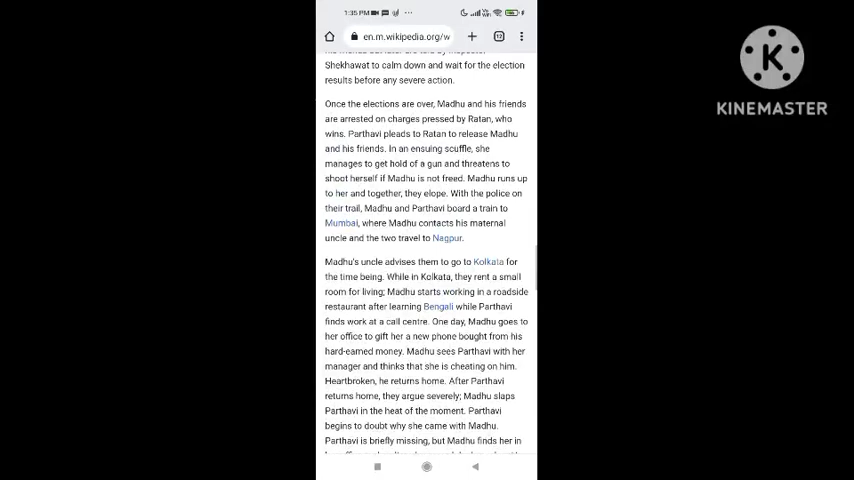 1:35 PM
en.m.wikipedia.org/w
12
Shekhawat to calm down and wait for the election
results before any severe action.
Once the elections are over, Madhu and his friends
are arrested on charges pressed by Ratan, who
wins. Parthavi pleads to Ratan to release Madhu
and his friends. In an ensuing scuffle, she
manages to get hold of a gun and threatens to
shoot herself if Madhu is not freed. Madhu runs up
to her and together, they elope. With the police on
their trail, Madhu and Parthavi board a train to
Mumbai, where Madhu contacts his maternal
uncle and the two travel to Nagpur.
Madhu's uncle advises them to go to Kolkata for
the time being. While in Kolkata, they rent a small
room for living; Madhu starts working in a roadside
restaurant after learning Bengali while Parthavi
finds work at a call centre. One day, Madhu goes to
her office to gift her a new phone bought from his
hard-earned money. Madhu sees Parthavi with her
manager and thinks that she is cheating on him.
Heartbroken, he returns home. After Parthavi
returns home, they argue severely; Madhu slaps
Parthavi in the heat of the moment. Parthavi
begins to doubt why she came with Madhu.
Parthavi is briefly missing, but Madhu finds her in
K
KINEMASTER